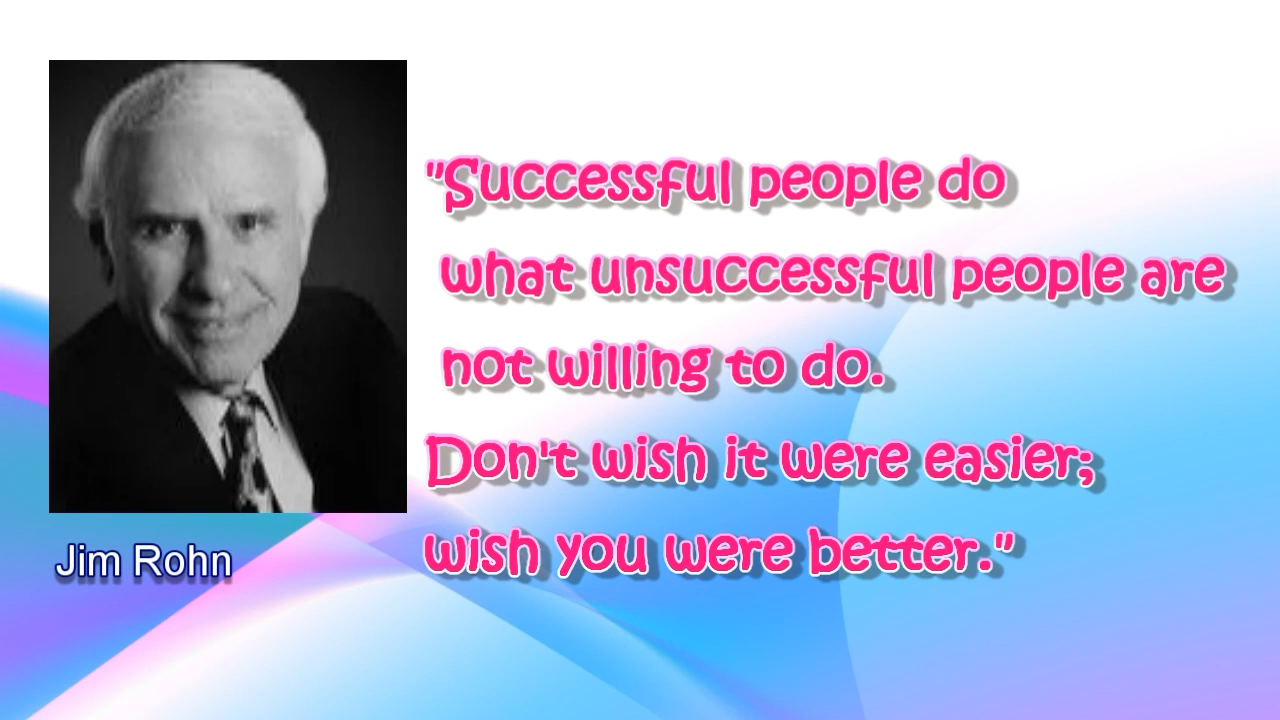 "Successful people do
what unsuccessful people are
not willing to do.
Don't wish it were easier;
wish you were better."
Jim Rohn